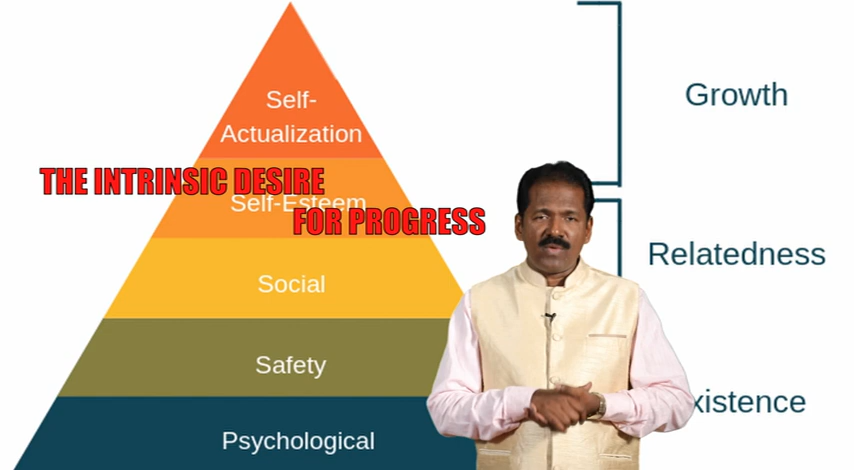 Self-
Actualization
THE INTRINSIC DESIRE
Self-Esteem
FOR PROGRESS
Social
Safety
Psychological
Growth
Relatedness
xistence